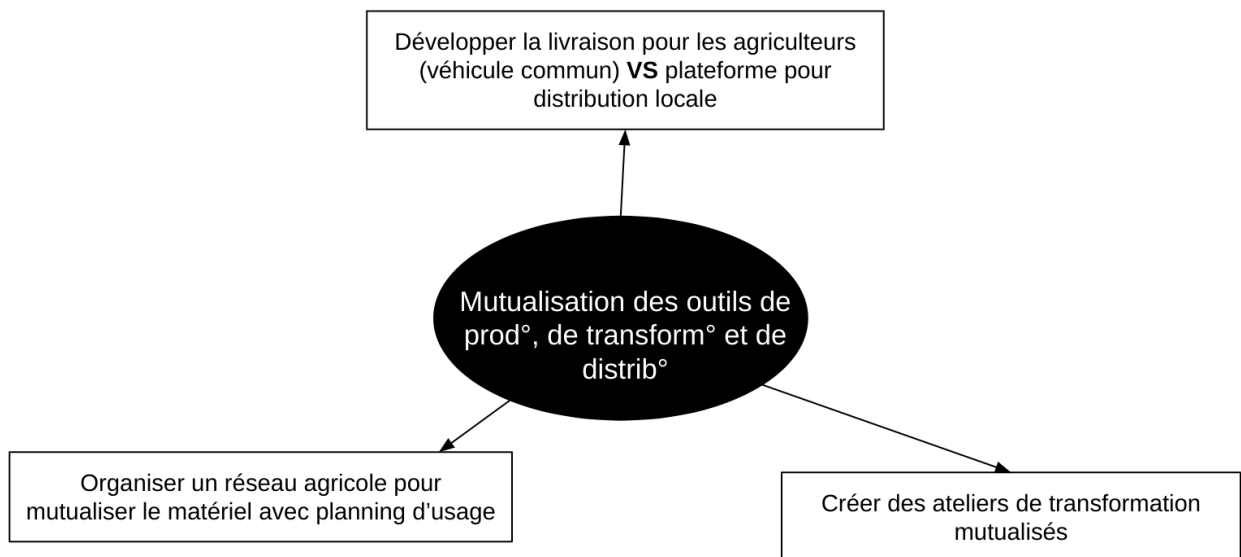 Développer la livraison pour les agriculteurs
(véhicule commun) VS plateforme pour
distribution locale
Mutualisation des outils de
prod°, de transform° et de
distrib°
Organiser un réseau agricole pour
mutualiser le matériel avec planning d’usage
Créer des ateliers de transformation
mutualisés